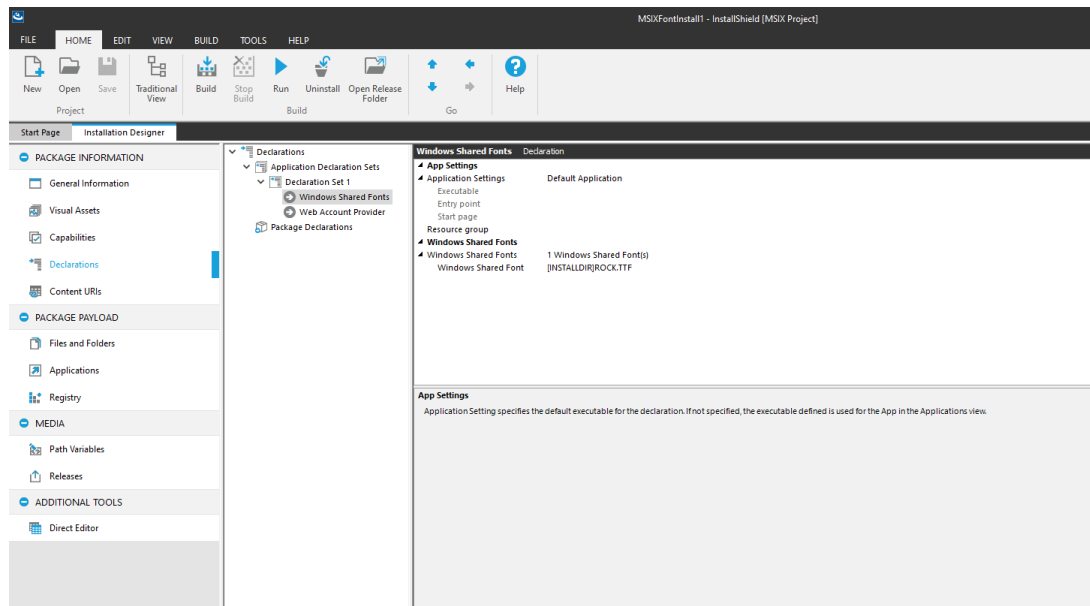 MSIXFontInstall1 - InstallShield [MSIX Project]
FILE HOME EDIT VIEW BUILD TOOLS HELP
New Open Save Traditional View Build Stop Build Run Uninstall Open Release Folder Help
Project Build Go
Start Page Installation Designer
PACKAGE INFORMATION
General Information
Visual Assets
Capabilities
Declarations
Content URIs
PACKAGE PAYLOAD
Files and Folders
Applications
Registry
MEDIA
Path Variables
Releases
ADDITIONAL TOOLS
Direct Editor
Declarations
Application Declaration Sets
Declaration Set 1
Windows Shared Fonts
Web Account Provider
Package Declarations
Windows Shared Fonts Declaration
App Settings
Application Settings Default Application
Executable
Entry point
Start page
Resource group
Windows Shared Fonts
Windows Shared Fonts 1 Windows Shared Font(s)
Windows Shared Font [INSTALLDIR]ROCK.TTF
App Settings
Application Setting specifies the default executable for the declaration. If not specified, the executable defined is used for the App in the Applications view.